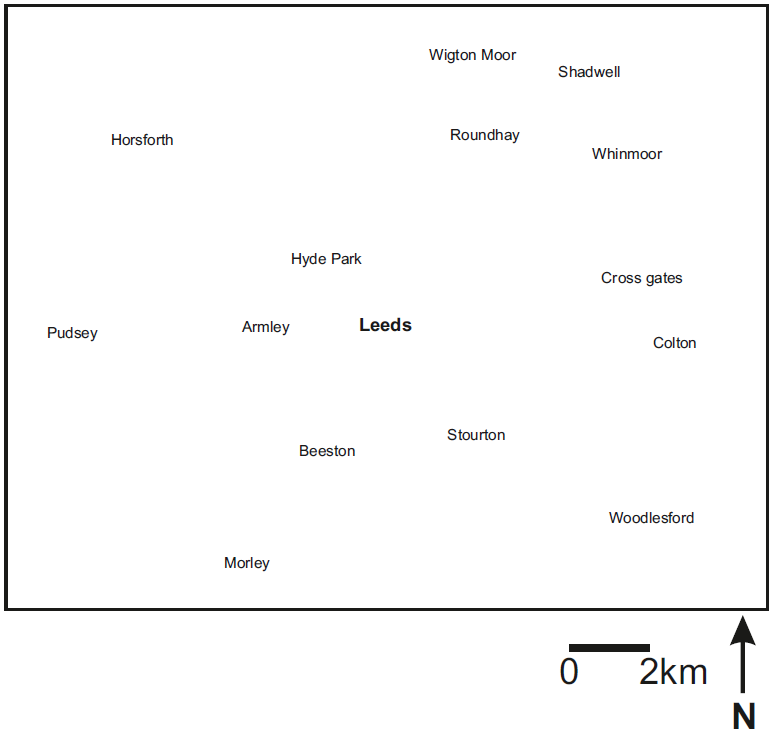 Wigton Moor
Shadwell
Roundhay
Horsforth
Whinmoor
Hyde Park
Cross gates
Leeds
Armley
Pudsey
Colton
Stourton
Beeston
Woodlesford
Morley
0 2km
N